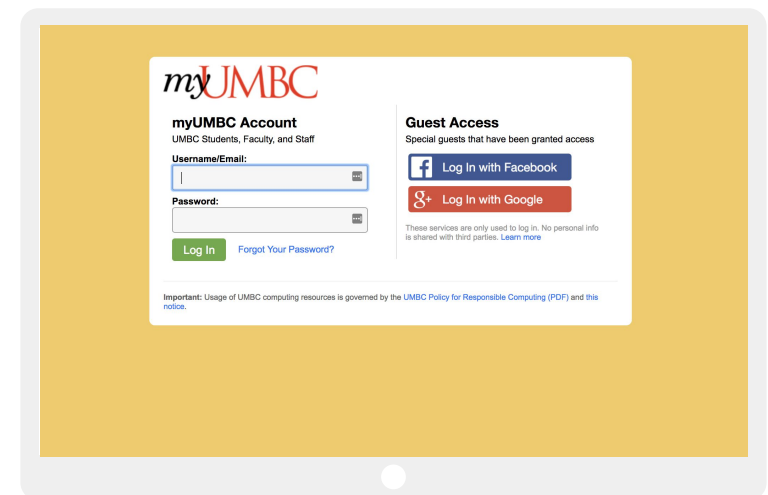 myUMBC
myUMBC Account
UMBC Students, Faculty, and Staff
Username/Email:
Password:
Log In
Forgot Your Password?
Guest Access
Special guests that have been granted access
f
Log In with Facebook
g+
Log In with Google
These services are only used to log in. No personal info
is shared with third parties. Learn more
Important: Usage of UMBC computing resources is governed by the UMBC Policy for Responsible Computing (PDF) and this
notice.